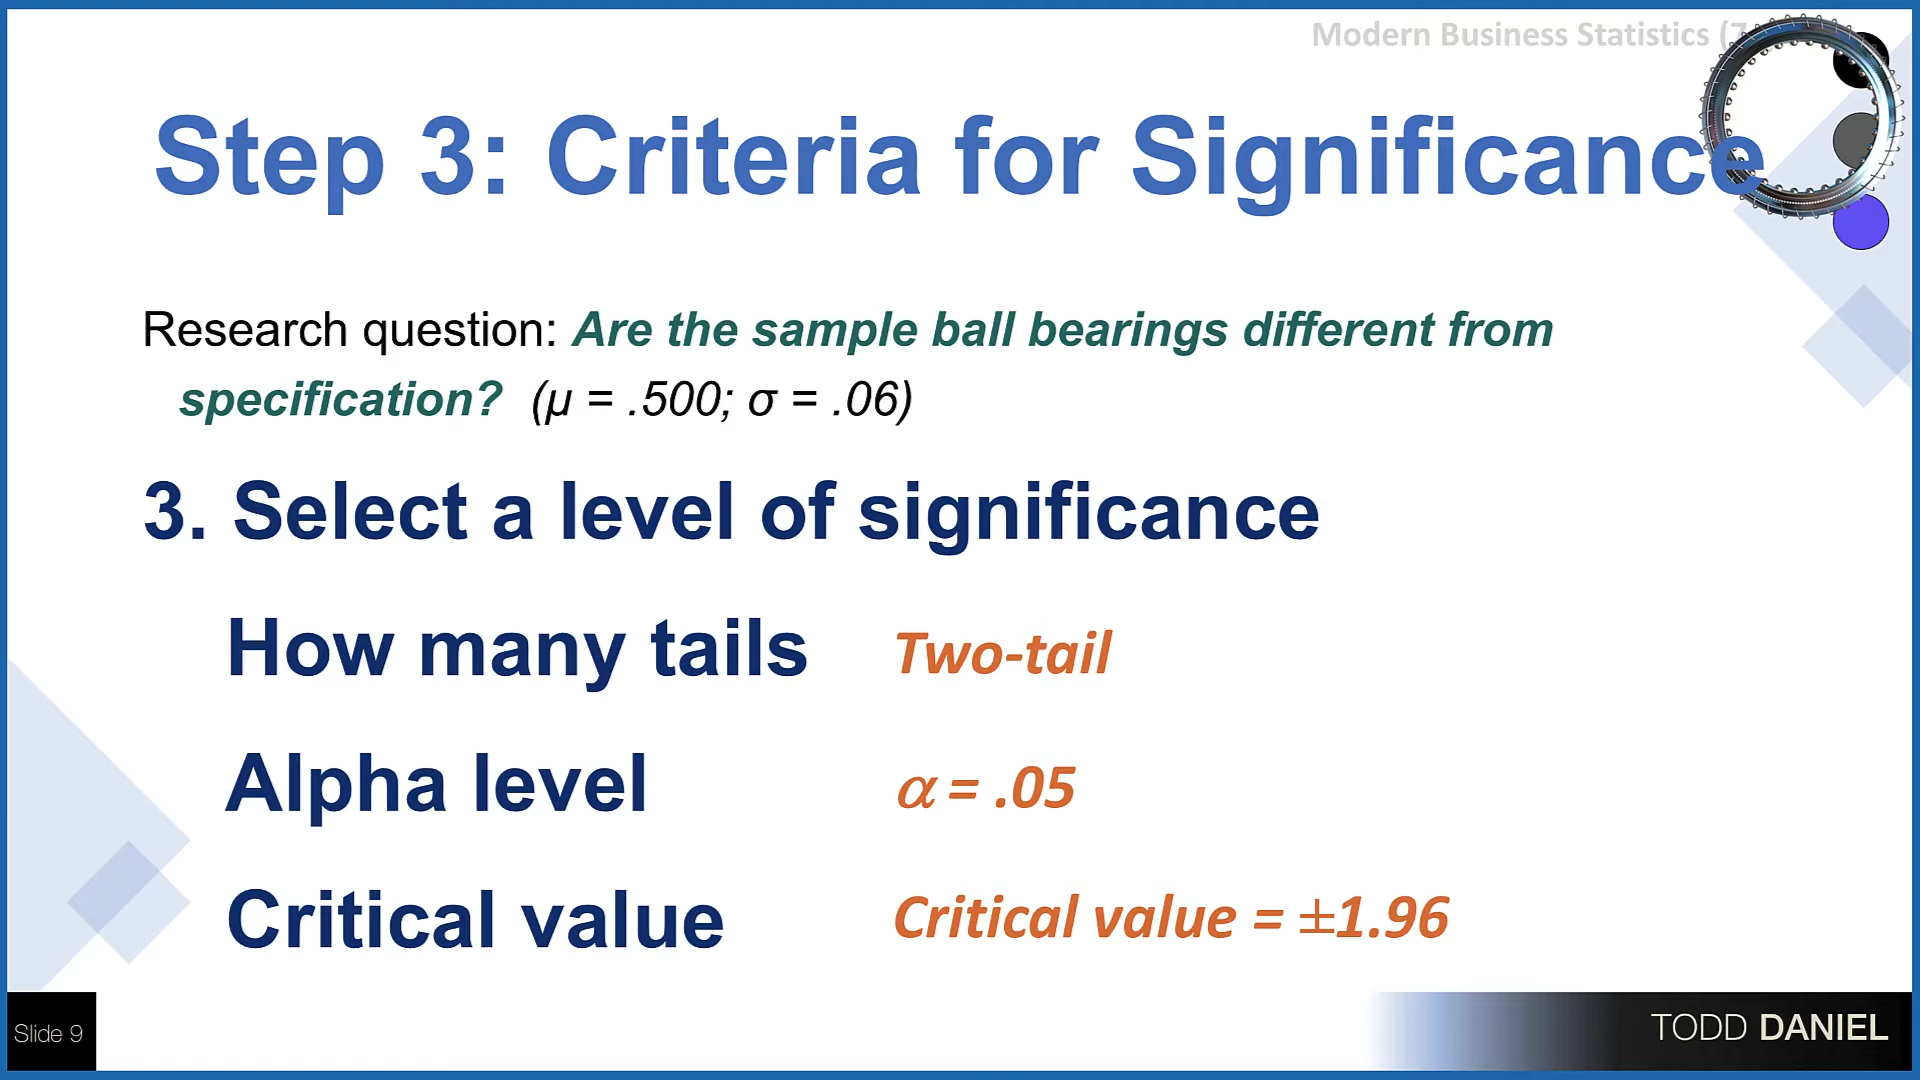 Modern Business Statistics (7
Step 3: Criteria for Significance
Research question: Are the sample ball bearings different from
specification? (μ = .500; σ = .06)
3. Select a level of significance
How many tails Two-tail
Alpha level α = .05
Critical value Critical value = ±1.96
Slide 9
TODD DANIEL